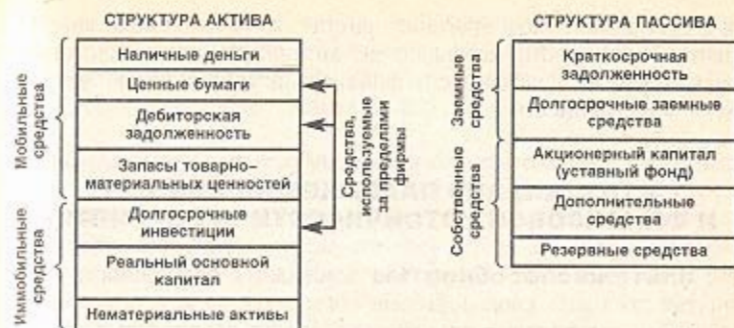 СТРУКТУРА АКТИВА
Мобильные
средства
Иммобильные
средства
Наличные деньги
Ценные бумаги
Дебиторская
задолженность
Запасы товарно-
материальных ценностей
Долгосрочные
инвестиции
Реальный основной
капитал
Нематериальные активы
Средства,
используемые
за пределами
фирмы
СТРУКТУРА ПАССИВА
Заемные
средства
Собственные
средства
Краткосрочная
задолженность
Долгосрочные заемные
средства
Акционерный капитал
(уставный фонд)
Дополнительные
средства
Резервные средства